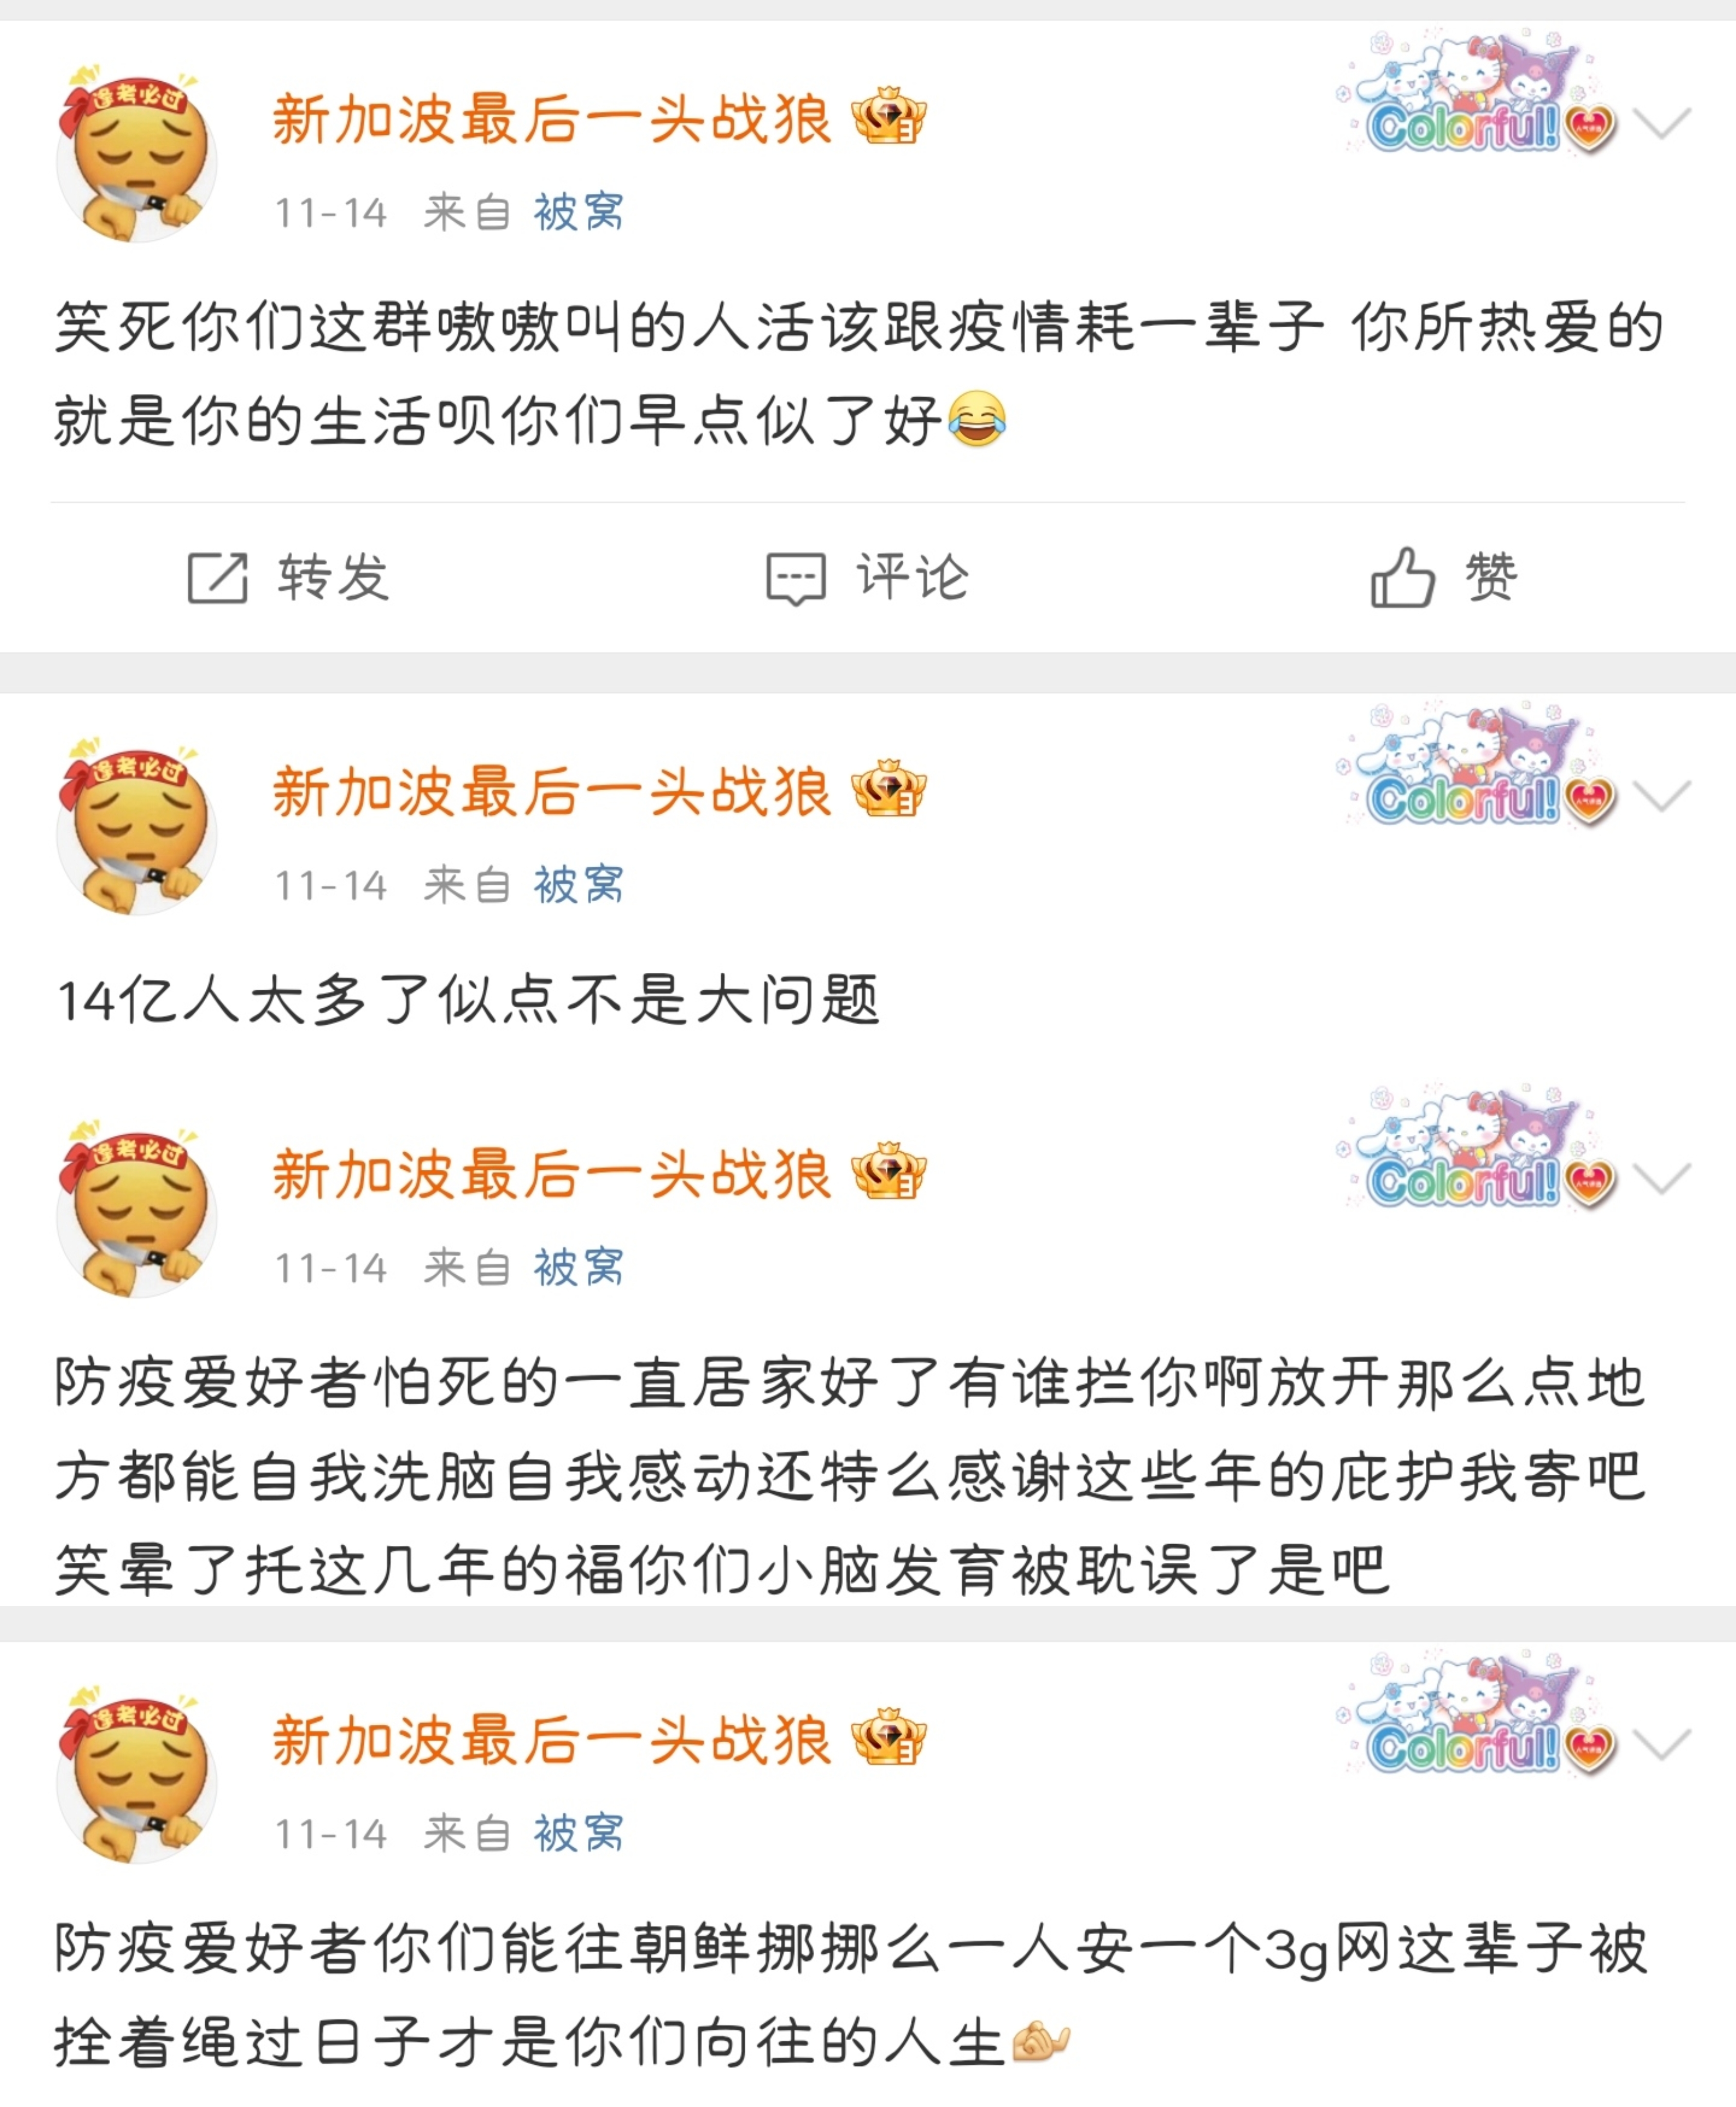 逢考必过
新加波最后一头战狼
3
Colorful!
11-14 来自 被窝
笑死你们这群嗷嗷叫的人活该跟疫情耗一辈子 你所热爱的
就是你的生活呗你们早点似了好😂
转发 评论 赞
逢考必过
新加波最后一头战狼
3
Colorful!
11-14 来自 被窝
14亿人太多了似点不是大问题
逢考必过
新加波最后一头战狼
3
Colorful!
11-14 来自 被窝
防疫爱好者怕死的一直居家好了有谁拦你啊放开那么点地
方都能自我洗脑自我感动还特么感谢这些年的庇护我寄吧
笑晕了托这几年的福你们小脑发育被耽误了是吧
逢考必过
新加波最后一头战狼
3
Colorful!
11-14 来自 被窝
防疫爱好者你们能往朝鲜挪挪么一人安一个3g网这辈子被
拴着绳过日子才是你们向往的人生